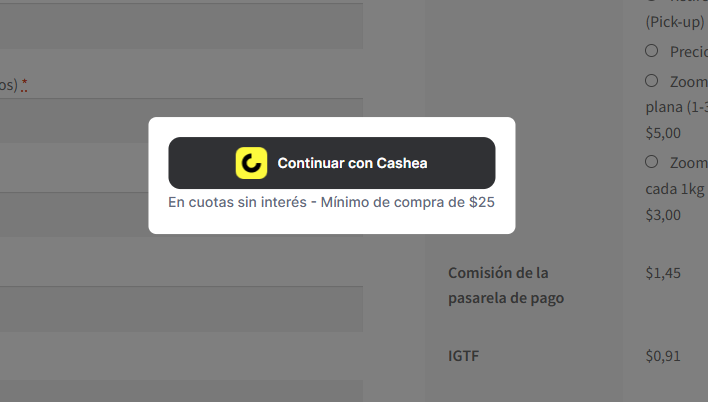 (Pick-up)
os) *
Zoom
plana (1-3
$5,00
Continuar con Cashea
Zoom
En cuotas sin interés - Mínimo de compra de $25
cada 1kg
$3,00
Comisión de la
pasarela de pago
$1,45
IGTF
$0,91